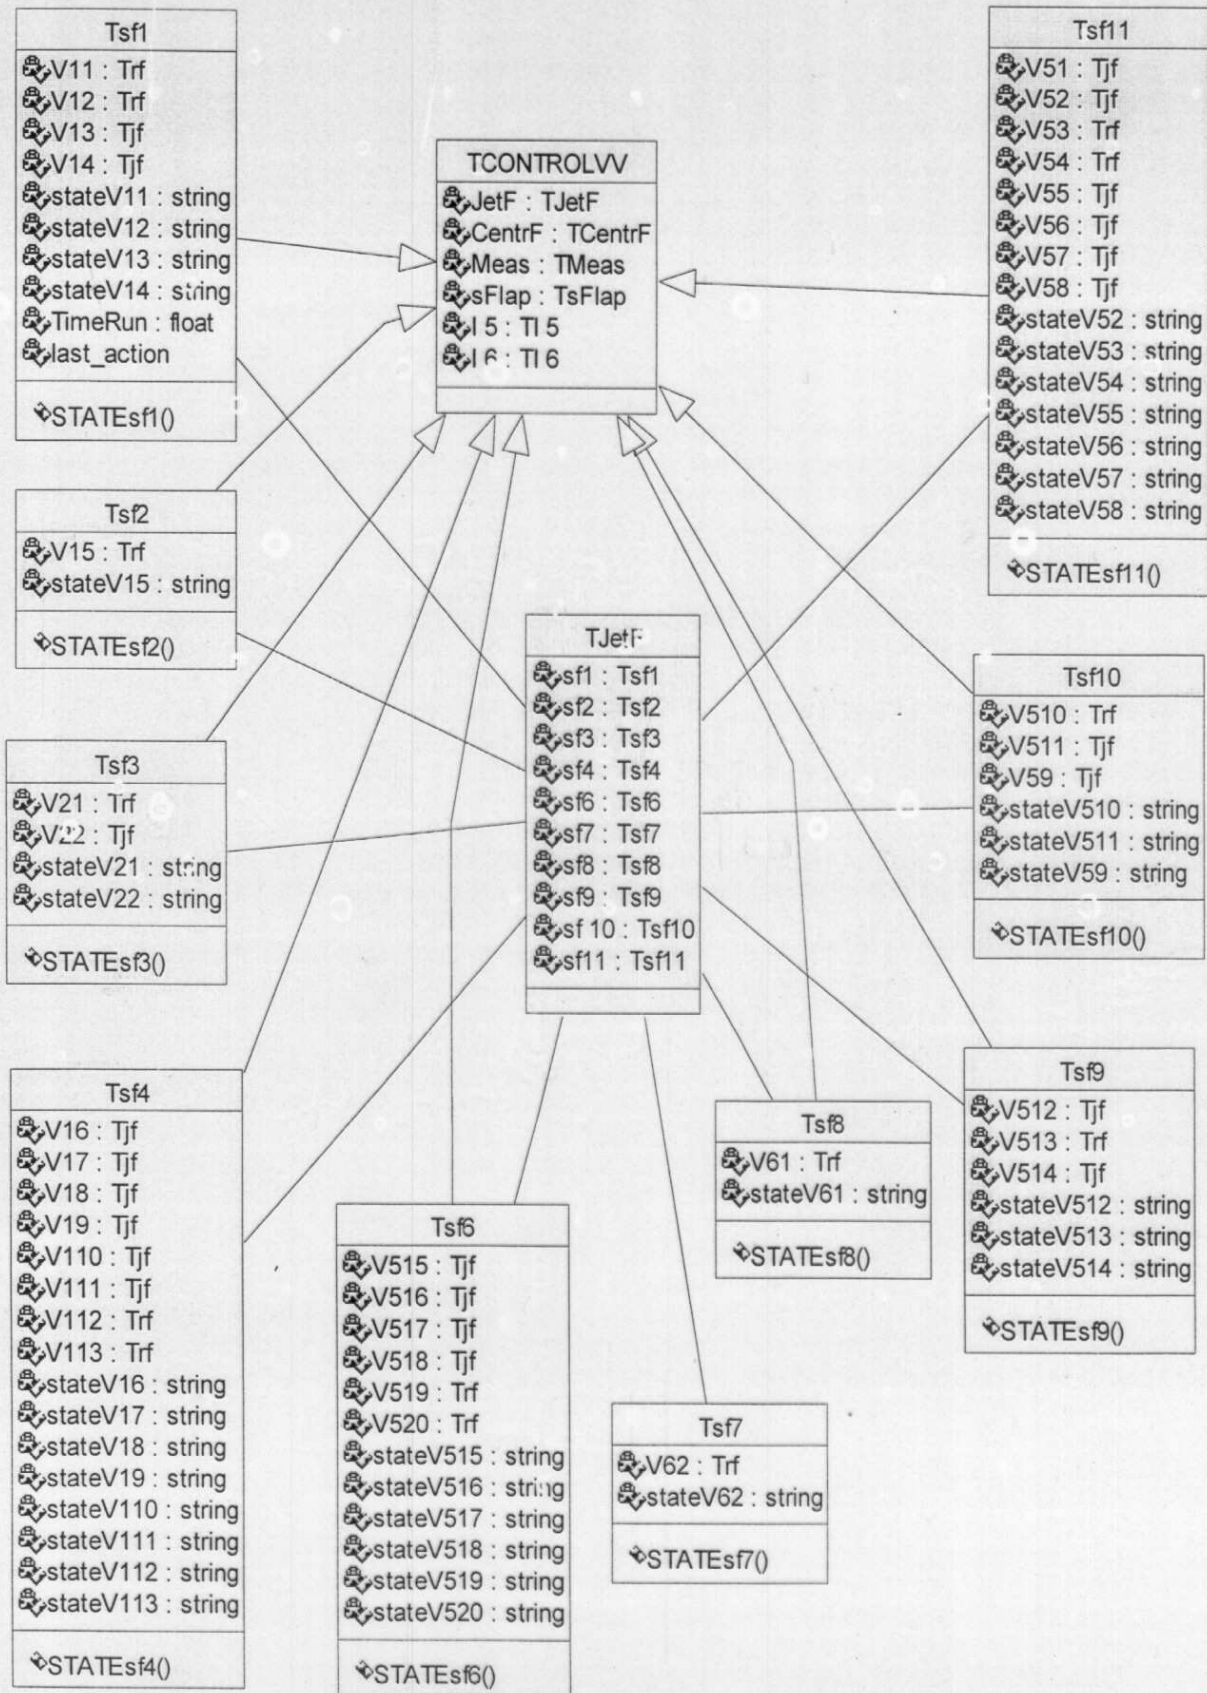 Tsf1
V11 : Trf
V12 : Trf
V13 : Tjf
V14 : Tjf
stateV11 : string
stateV12 : string
stateV13 : string
stateV14 : string
TimeRun : float
last_action
STATEsf1()
Tsf2
V15 : Trf
stateV15 : string
STATEsf2()
Tsf3
V21 : Trf
V22 : Tjf
stateV21 : string
stateV22 : string
STATEsf3()
Tsf4
V16 : Tjf
V17 : Tjf
V18 : Tjf
V19 : Tjf
V110 : Tjf
V111 : Tjf
V112 : Trf
V113 : Trf
stateV16 : string
stateV17 : string
stateV18 : string
stateV19 : string
stateV110 : string
stateV111 : string
stateV112 : string
stateV113 : string
STATEsf4()
TCONTROLVV
JetF : TJetF
CentrF : TCentrF
Meas : TMeas
sFlap : TsFlap
I 5 : TI 5
I 6 : TI 6
TJetF
sf1 : Tsf1
sf2 : Tsf2
sf3 : Tsf3
sf4 : Tsf4
sf6 : Tsf6
sf7 : Tsf7
sf8 : Tsf8
sf9 : Tsf9
sf 10 : Tsf10
sf11 : Tsf11
Tsf6
V515 : Tjf
V516 : Tjf
V517 : Tjf
V518 : Tjf
V519 : Trf
V520 : Trf
stateV515 : string
stateV516 : string
stateV517 : string
stateV518 : string
stateV519 : string
stateV520 : string
STATEsf6()
Tsf7
V62 : Trf
stateV62 : string
STATEsf7()
Tsf8
V61 : Trf
stateV61 : string
STATEsf8()
Tsf11
V51 : Tjf
V52 : Tjf
V53 : Trf
V54 : Trf
V55 : Tjf
V56 : Tjf
V57 : Tjf
V58 : Tjf
stateV52 : string
stateV53 : string
stateV54 : string
stateV55 : string
stateV56 : string
stateV57 : string
stateV58 : string
STATEsf11()
Tsf10
V510 : Trf
V511 : Tjf
V59 : Tjf
stateV510 : string
stateV511 : string
stateV59 : string
STATEsf10()
Tsf9
V512 : Tjf
V513 : Trf
V514 : Tjf
stateV512 : string
stateV513 : string
stateV514 : string
STATEsf9()